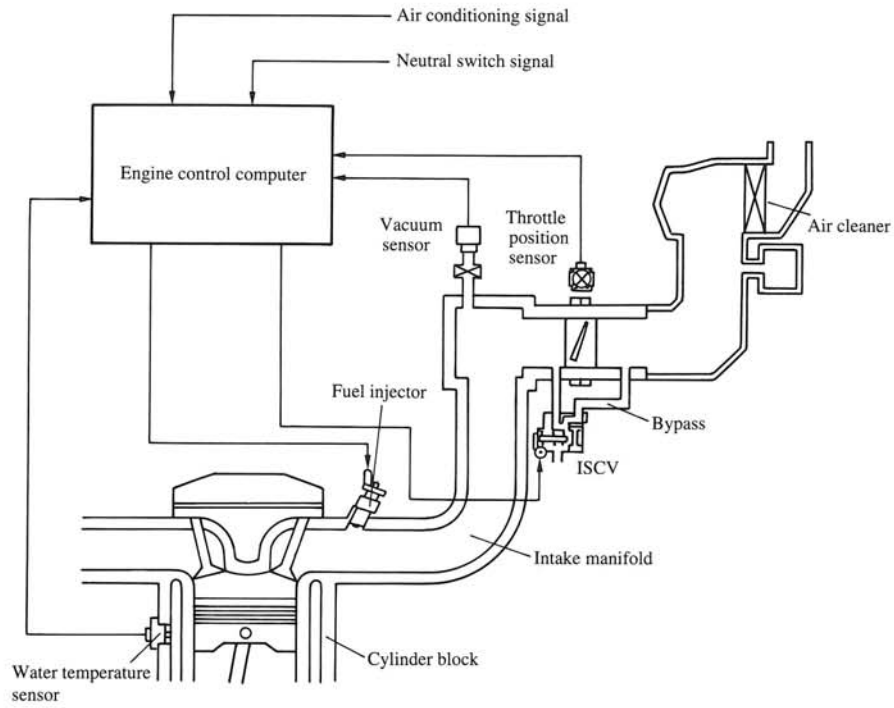 Air conditioning signal
Neutral switch signal
Engine control computer
Vacuum
sensor
Throttle
position
sensor
Air cleaner
Fuel injector
Bypass
ISCV
Intake manifold
Cylinder block
Water temperature
sensor